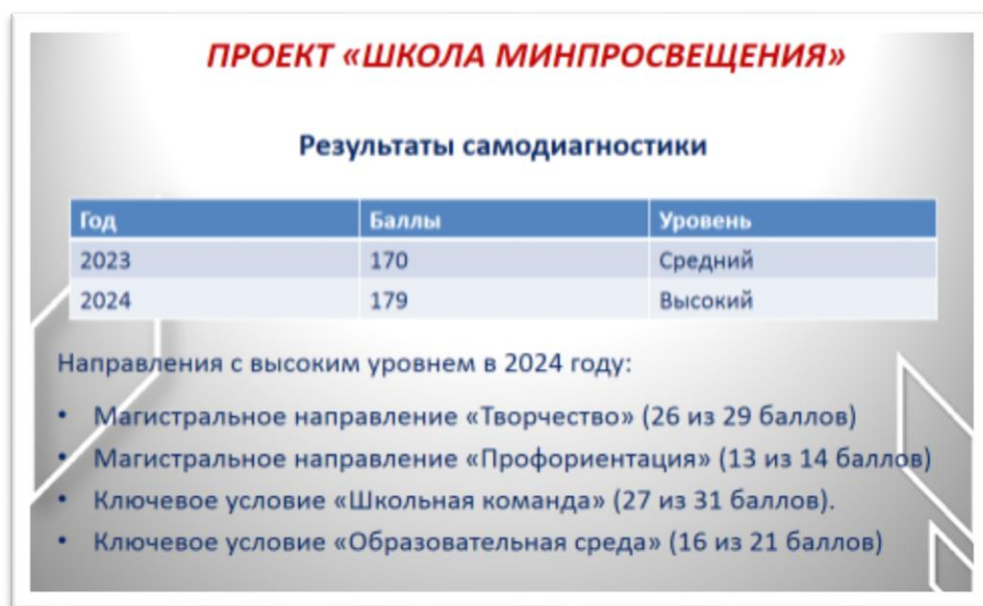 ПРОЕКТ «ШКОЛА МИНПРОСВЕЩЕНИЯ»
Результаты самодиагностики
Год Баллы Уровень
2023 170 Средний
2024 179 Высокий
Направления с высоким уровнем в 2024 году:
• Магистральное направление «Творчество» (26 из 29 баллов)
• Магистральное направление «Профориентация» (13 из 14 баллов)
• Ключевое условие «Школьная команда» (27 из 31 баллов).
• Ключевое условие «Образовательная среда» (16 из 21 баллов)